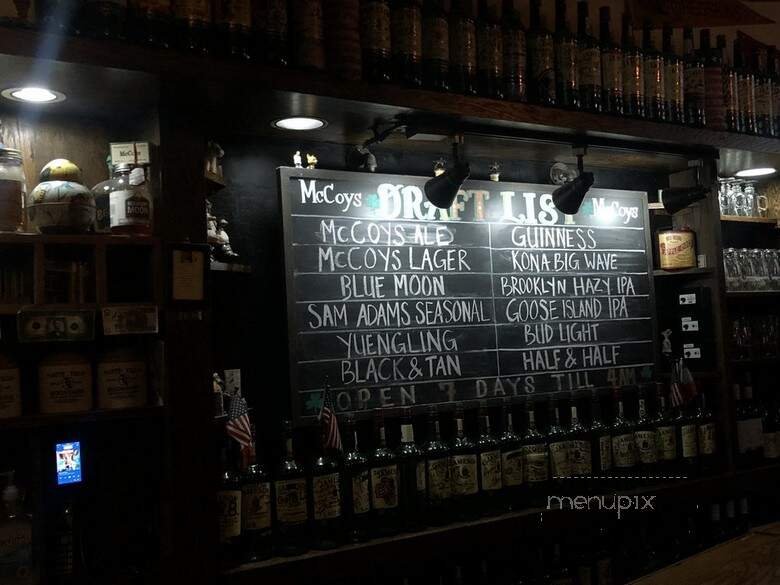 McCoys DRAFT LIST McCoys
McCOYS ALE
McCOYS LAGER
BLUE MOON
SAM ADAMS SEASONAL
YUENGLING
BLACK & TAN
GUINNESS
KONA BIG WAVE
BROOKLYN HAZY IPA
GOOSE ISLAND IPA
BUD LIGHT
HALF & HALF
OPEN 7 DAYS TILL 4AM
menupix